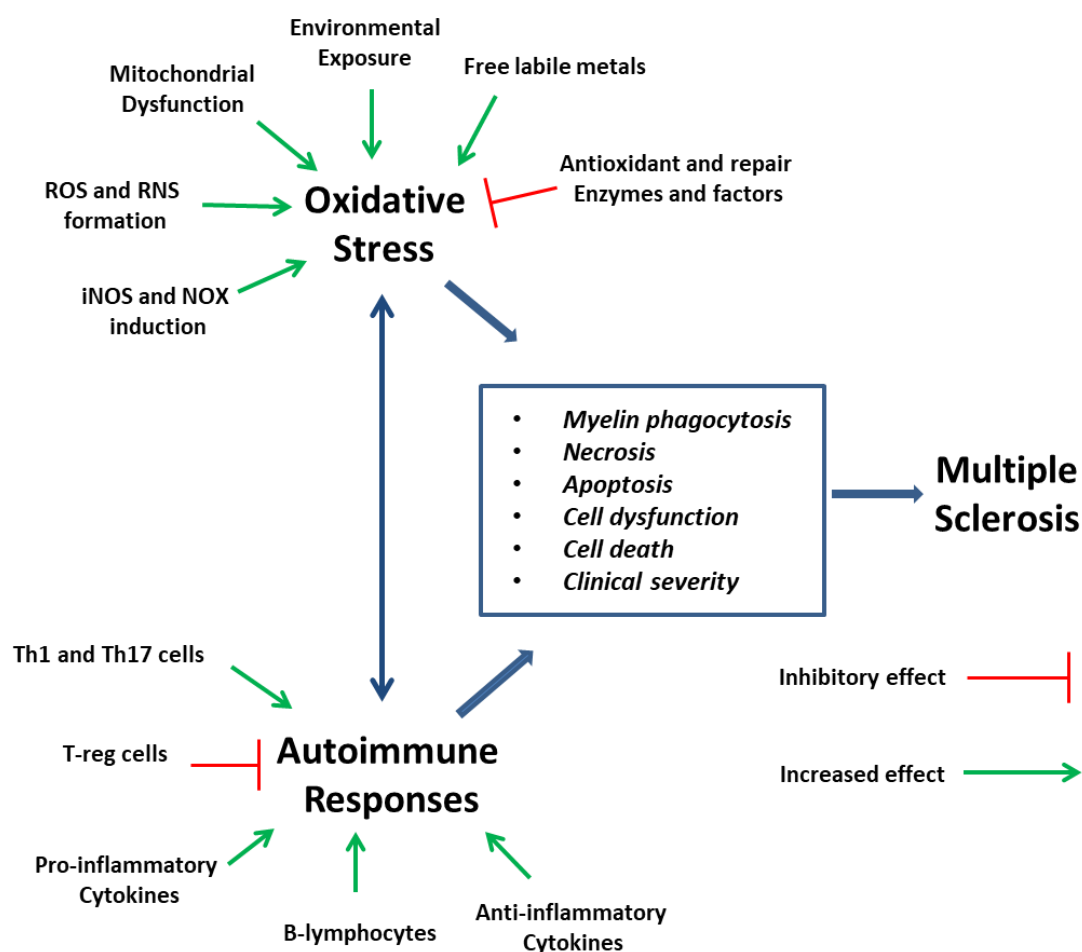 Environmental
Exposure
Free labile metals
Mitochondrial
Dysfunction
Antioxidant and repair
Enzymes and factors
ROS and RNS
formation
Oxidative
Stress
iNOS and NOX
induction
• Myelin phagocytosis
• Necrosis
• Apoptosis
• Cell dysfunction
• Cell death
• Clinical severity
Multiple
Sclerosis
Th1 and Th17 cells
Inhibitory effect
T-reg cells
Autoimmune
Responses
Increased effect
Pro-inflammatory
Cytokines
B-lymphocytes
Anti-inflammatory
Cytokines